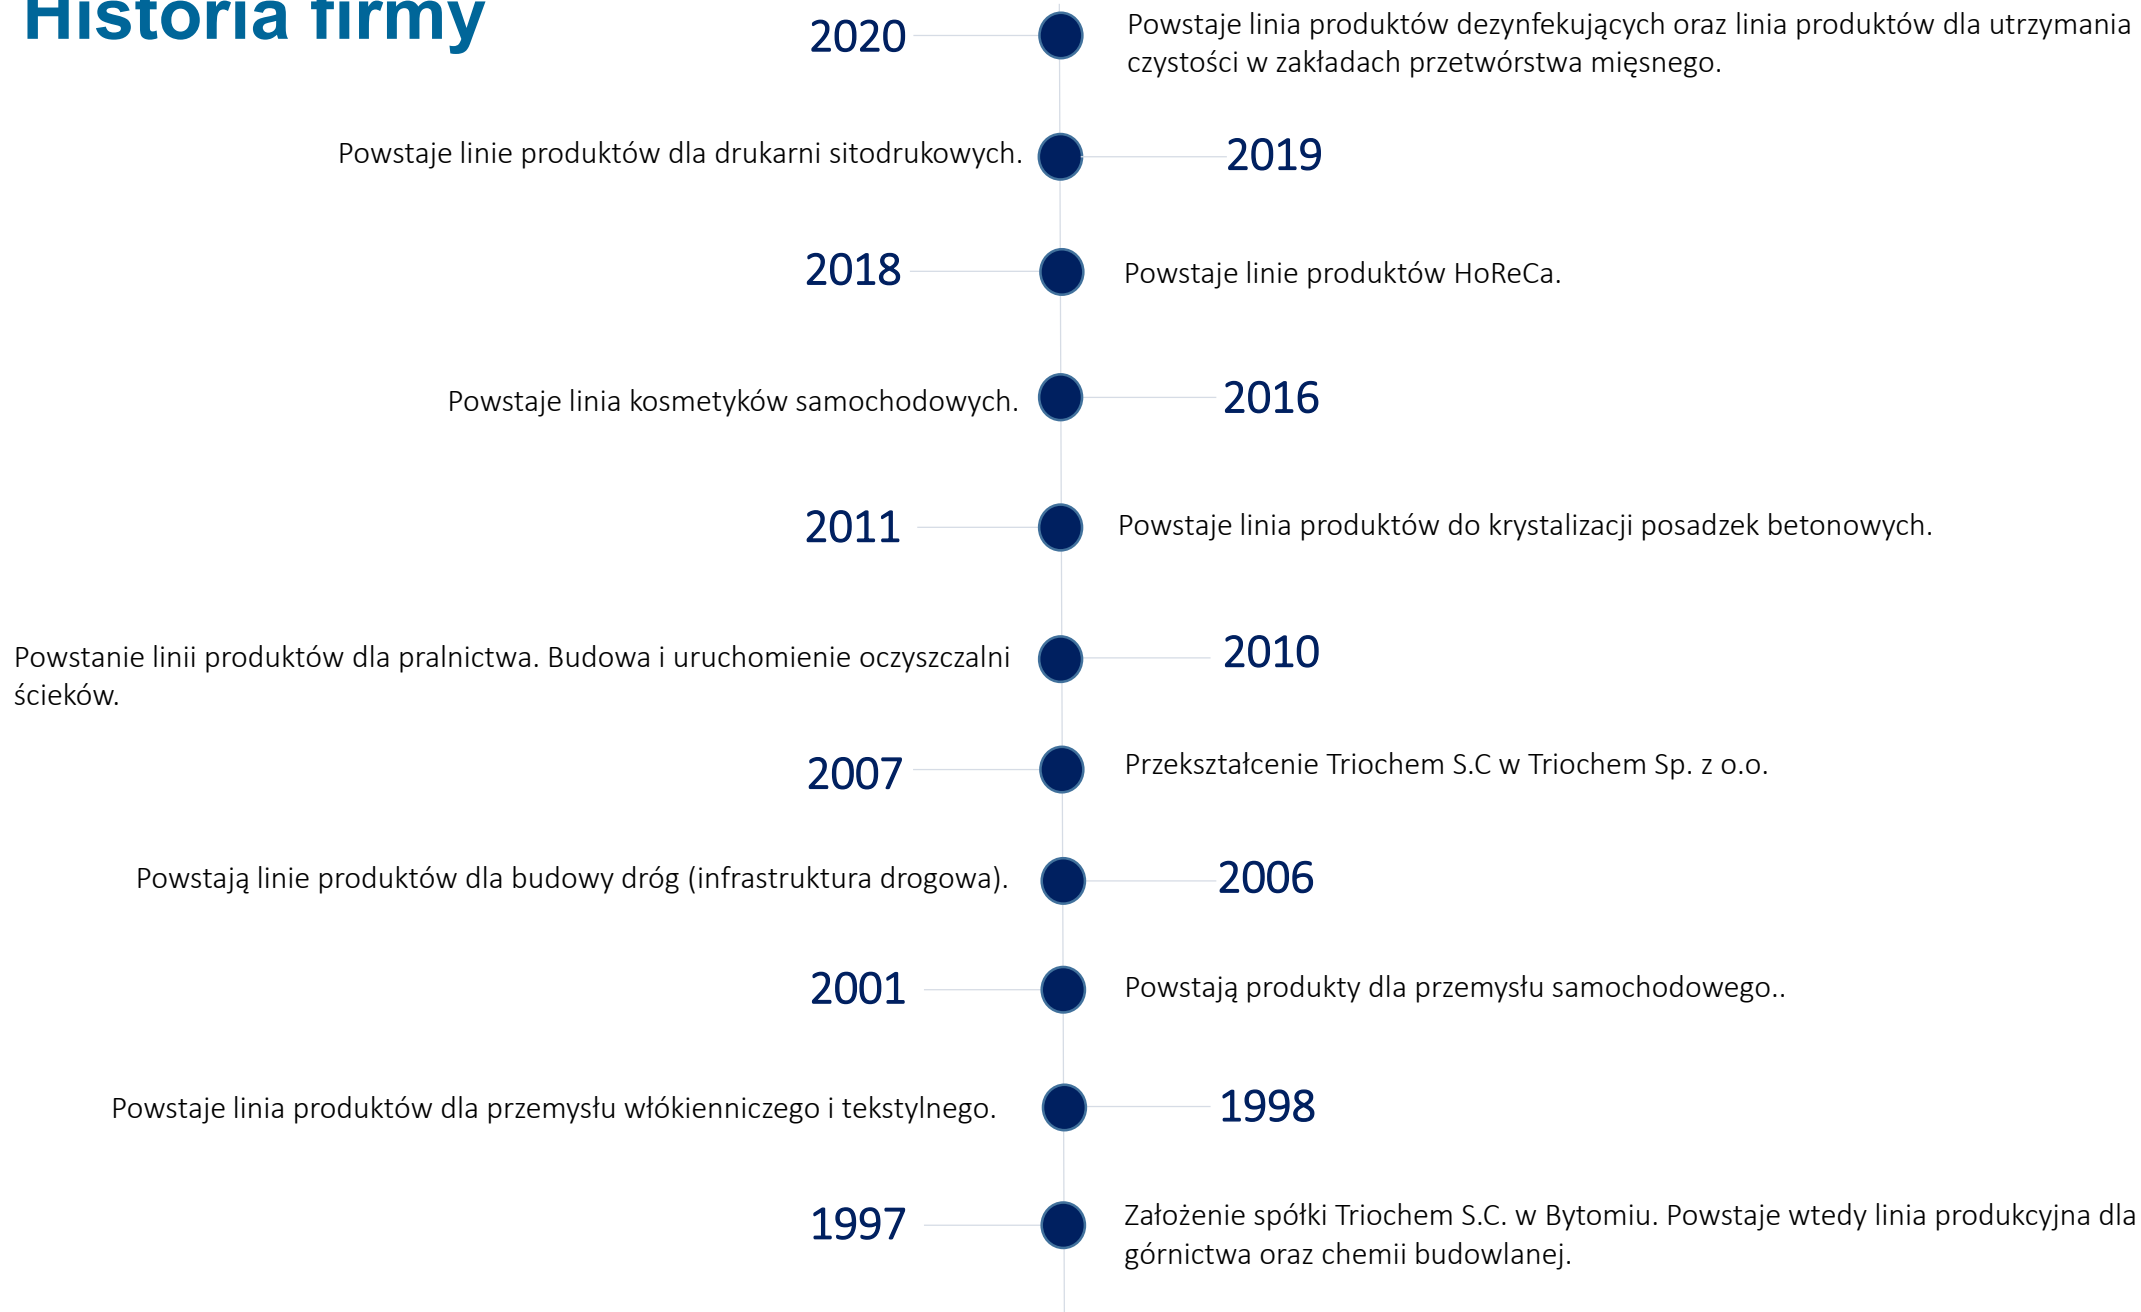 Historia firmy
2020
Powstaje linia produktów dezynfekujących oraz linia produktów dla utrzymania
czystości w zakładach przetwórstwa mięsnego.
Powstaje linie produktów dla drukarni sitodrukowych.
2019
2018
Powstaje linie produktów HoReCa.
Powstaje linia kosmetyków samochodowych.
2016
2011
Powstaje linia produktów do krystalizacji posadzek betonowych.
Powstanie linii produktów dla pralnictwa. Budowa i uruchomienie oczyszczalni
ścieków.
2010
2007
Przekształcenie Triochem S.C w Triochem Sp. z o.o.
Powstają linie produktów dla budowy dróg (infrastruktura drogowa).
2006
2001
Powstają produkty dla przemysłu samochodowego..
Powstaje linia produktów dla przemysłu włókienniczego i tekstylnego.
1998
1997
Założenie spółki Triochem S.C. w Bytomiu. Powstaje wtedy linia produkcyjna dla
górnictwa oraz chemii budowlanej.